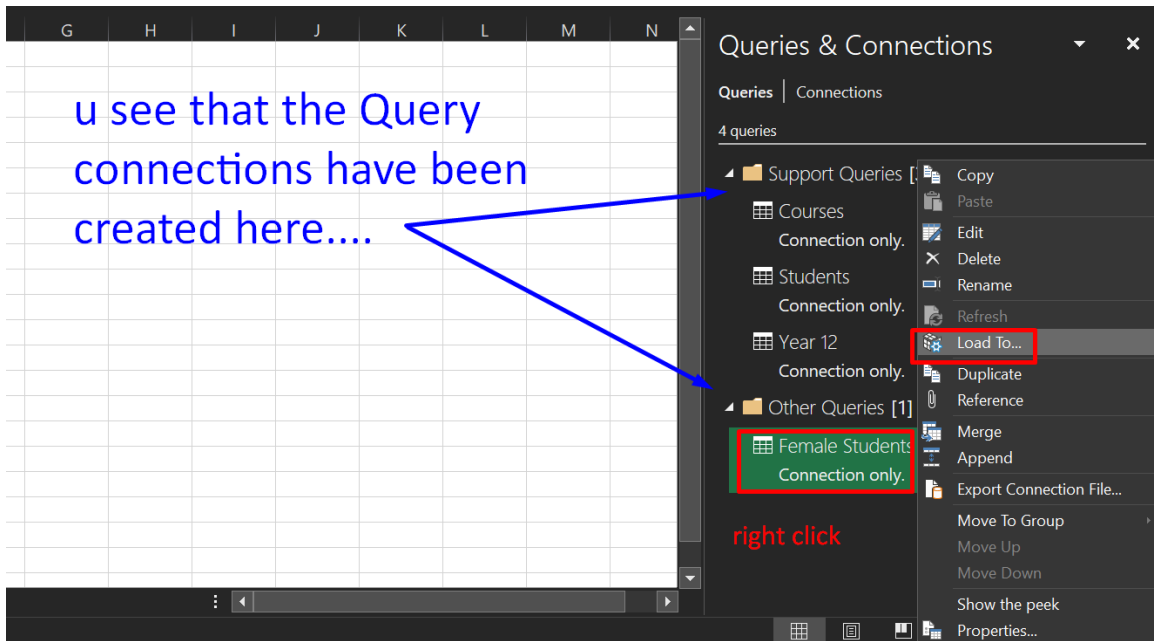 G H I J K L M N
u see that the Query
connections have been
created here....
Queries & Connections
Queries | Connections
4 queries
Support Queries [
Courses
Connection only.
Students
Connection only.
Year 12
Connection only.
Other Queries [1]
Female Students
Connection only.
right click
Copy
Paste
Edit
Delete
Rename
Refresh
Load To...
Duplicate
Reference
Merge
Append
Export Connection File...
Move To Group
Move Up
Move Down
Show the peek
Properties...